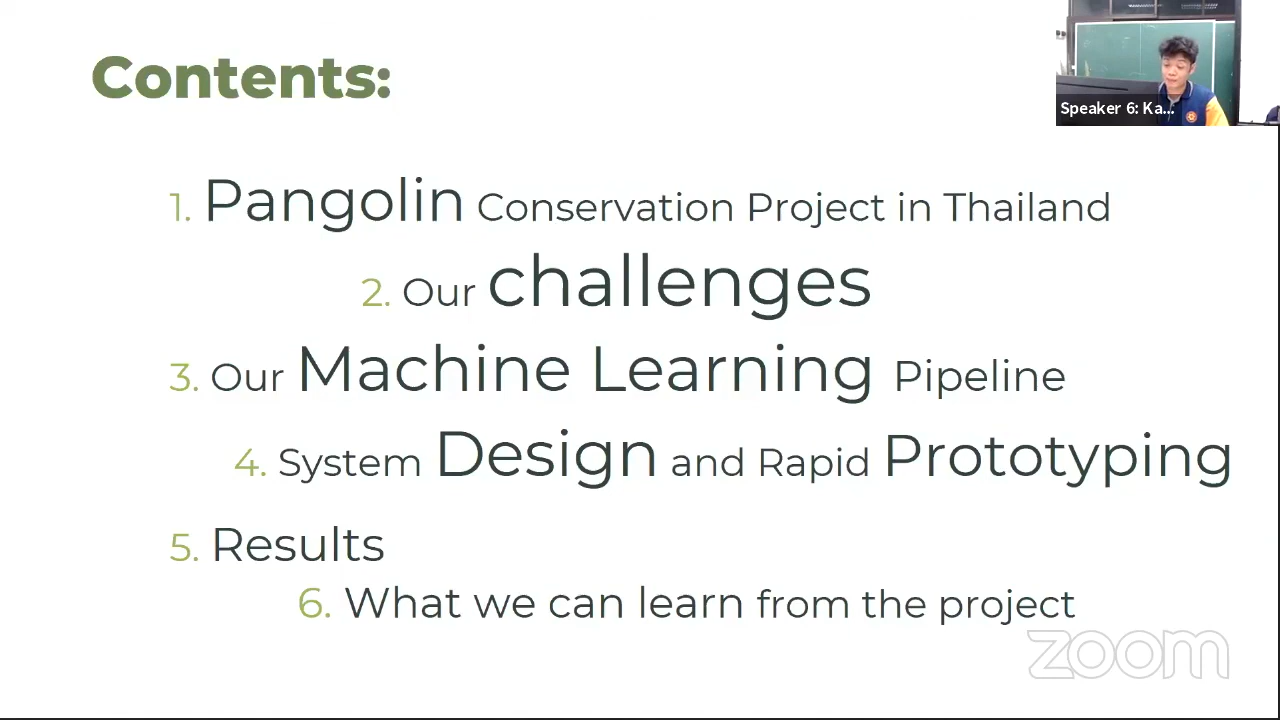 Contents:
Speaker 6: Ka...
1. Pangolin Conservation Project in Thailand
2. Our challenges
3. Our Machine Learning Pipeline
4. System Design and Rapid Prototyping
5. Results
6. What we can learn from the project
zoom